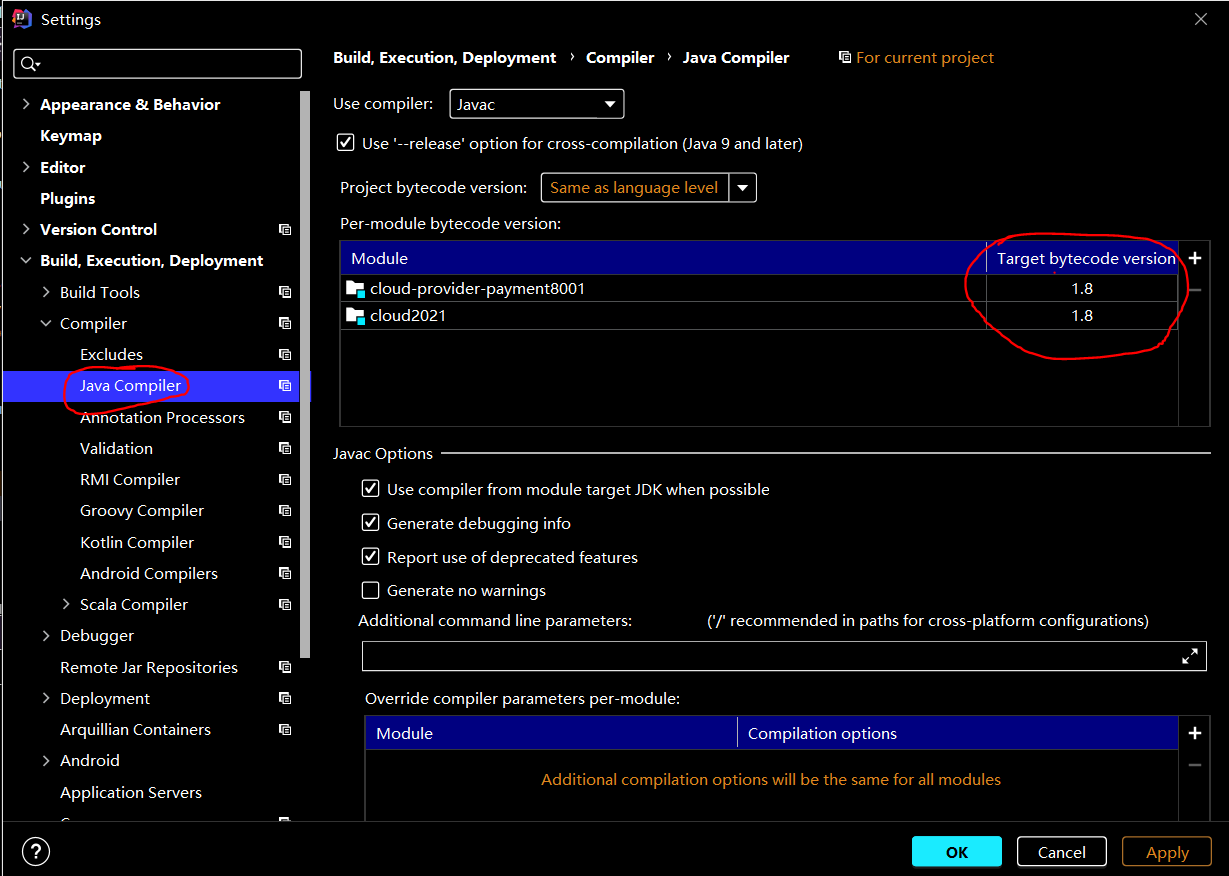 Settings
Build, Execution, Deployment › Compiler › Java Compiler For current project
Appearance & Behavior
Keymap
Editor
Plugins
Version Control
Build, Execution, Deployment
Build Tools
Compiler
Excludes
Java Compiler
Annotation Processors
Validation
RMI Compiler
Groovy Compiler
Kotlin Compiler
Android Compilers
Scala Compiler
Debugger
Remote Jar Repositories
Deployment
Arquillian Containers
Android
Application Servers
Use compiler: Javac
Use '--release' option for cross-compilation (Java 9 and later)
Project bytecode version: Same as language level
Per-module bytecode version:
Module Target bytecode version
cloud-provider-payment8001 1.8
cloud2021 1.8
Javac Options
Use compiler from module target JDK when possible
Generate debugging info
Report use of deprecated features
Generate no warnings
Additional command line parameters: ('/' recommended in paths for cross-platform configurations)
Override compiler parameters per-module:
Module Compilation options
Additional compilation options will be the same for all modules
? OK Cancel Apply